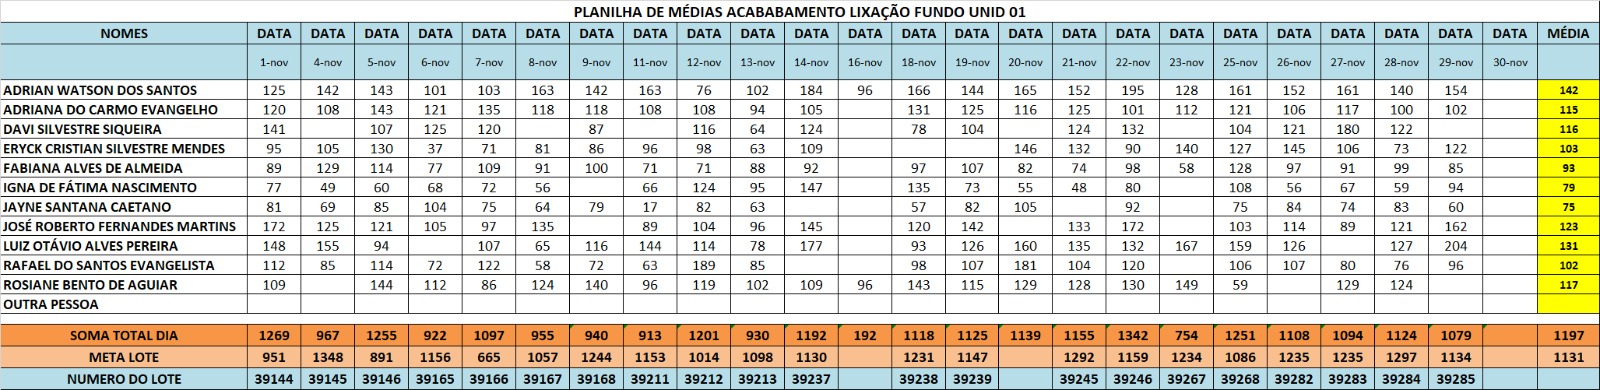 PLANILHA DE MÉDIAS ACABABAMENTO LIXAÇÃO FUNDO UNID 01
NOMES DATA DATA DATA DATA DATA DATA DATA DATA DATA DATA DATA DATA DATA DATA DATA DATA DATA DATA DATA DATA DATA DATA DATA DATA MÉDIA
1-nov 4-nov 5-nov 6-nov 7-nov 8-nov 9-nov 11-nov 12-nov 13-nov 14-nov 16-nov 18-nov 19-nov 20-nov 21-nov 22-nov 23-nov 25-nov 26-nov 27-nov 28-nov 29-nov 30-nov
ADRIAN WATSON DOS SANTOS 125 142 143 101 103 163 142 163 76 102 184 96 166 144 165 152 195 128 161 152 161 140 154 142
ADRIANA DO CARMO EVANGELHO 120 108 143 121 135 118 118 108 108 94 105 131 125 116 125 101 112 121 106 117 100 102 115
DAVI SILVESTRE SIQUEIRA 141 107 125 120 87 116 64 124 78 104 124 132 104 121 180 122 116
ERYCK CRISTIAN SILVESTRE MENDES 95 105 130 37 71 81 86 96 98 63 109 146 132 90 140 127 145 106 73 122 103
FABIANA ALVES DE ALMEIDA 89 129 114 77 109 91 100 71 71 88 92 97 107 82 74 98 58 128 97 91 99 85 93
IGNA DE FÁTIMA NASCIMENTO 77 49 60 68 72 56 66 124 95 147 135 73 55 48 80 108 56 67 59 94 79
JAYNE SANTANA CAETANO 81 69 85 104 75 64 79 17 82 63 57 82 105 92 75 84 74 83 60 75
JOSÉ ROBERTO FERNANDES MARTINS 172 125 121 105 97 135 89 104 96 145 120 142 133 172 103 114 89 121 162 123
LUIZ OTÁVIO ALVES PEREIRA 148 155 94 107 65 116 144 114 78 177 93 126 160 135 132 167 159 126 127 204 131
RAFAEL DO SANTOS EVANGELISTA 112 85 114 72 122 58 72 63 189 85 98 107 181 104 120 106 107 80 76 96 102
ROSIANE BENTO DE AGUIAR 109 144 112 86 124 140 96 119 102 109 96 143 115 129 128 130 149 59 129 124 117
OUTRA PESSOA
SOMA TOTAL DIA 1269 967 1255 922 1097 955 940 913 1201 930 1192 192 1118 1125 1139 1155 1342 754 1251 1108 1094 1124 1079 1197
META LOTE 951 1348 891 1156 665 1057 1244 1153 1014 1098 1130 1231 1147 1292 1159 1234 1086 1235 1235 1297 1134 1131
NUMERO DO LOTE 39144 39145 39146 39165 39166 39167 39168 39211 39212 39213 39237 39238 39239 39245 39246 39267 39268 39282 39283 39284 39285